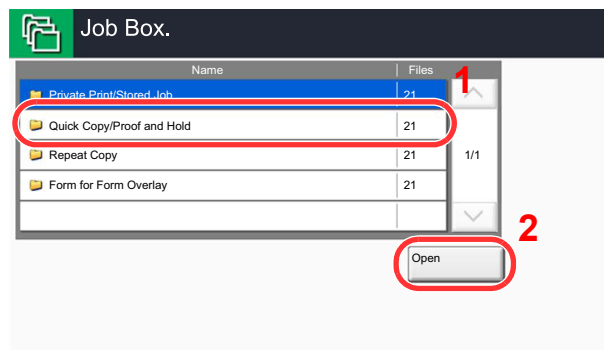 Job Box.
Name Files
1
Private Print/Stored Job 21
Quick Copy/Proof and Hold 21
Repeat Copy 21 1/1
Form for Form Overlay 21
2
Open